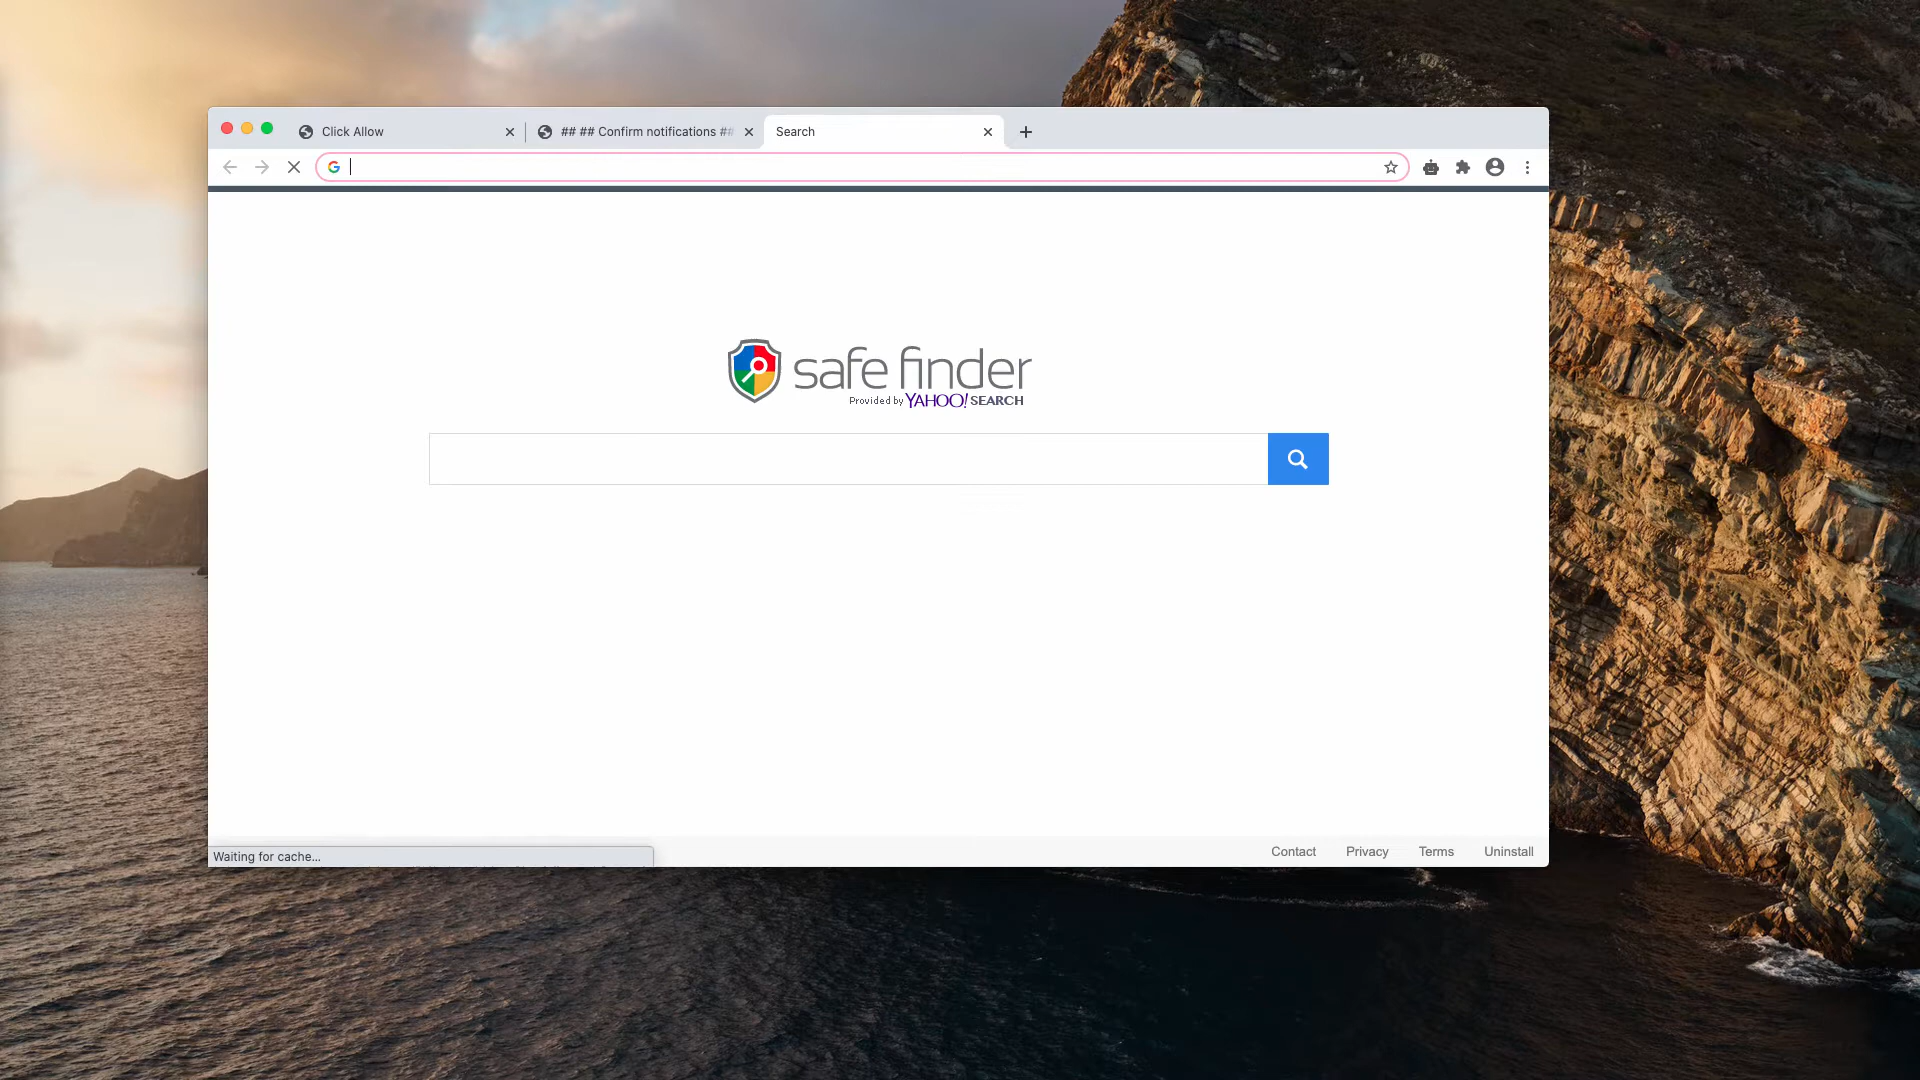 Click Allow
## ## Confirm notifications ##
Search
safe finder
Provided by YAHOO! SEARCH
Waiting for cache...
Contact Privacy Terms Uninstall